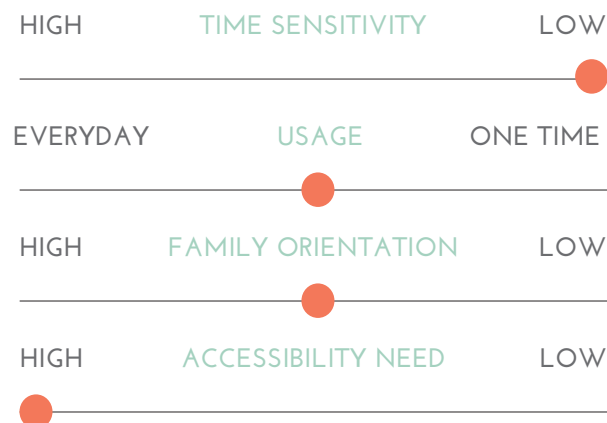 HIGH TIME SENSITIVITY LOW
EVERYDAY USAGE ONE TIME
HIGH FAMILY ORIENTATION LOW
HIGH ACCESSIBILITY NEED LOW